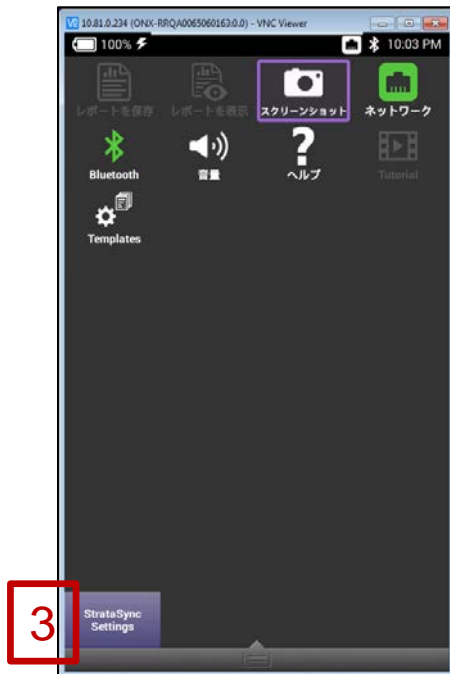 10.81.0.234 (ONX-RRQA0065060163:0.0) - VNC Viewer
100% 10:03 PM
レポートを保存 レポートを表示 スクリーンショット ネットワーク
Bluetooth 音量 ヘルプ Tutorial
Templates
3
StrataSync
Settings